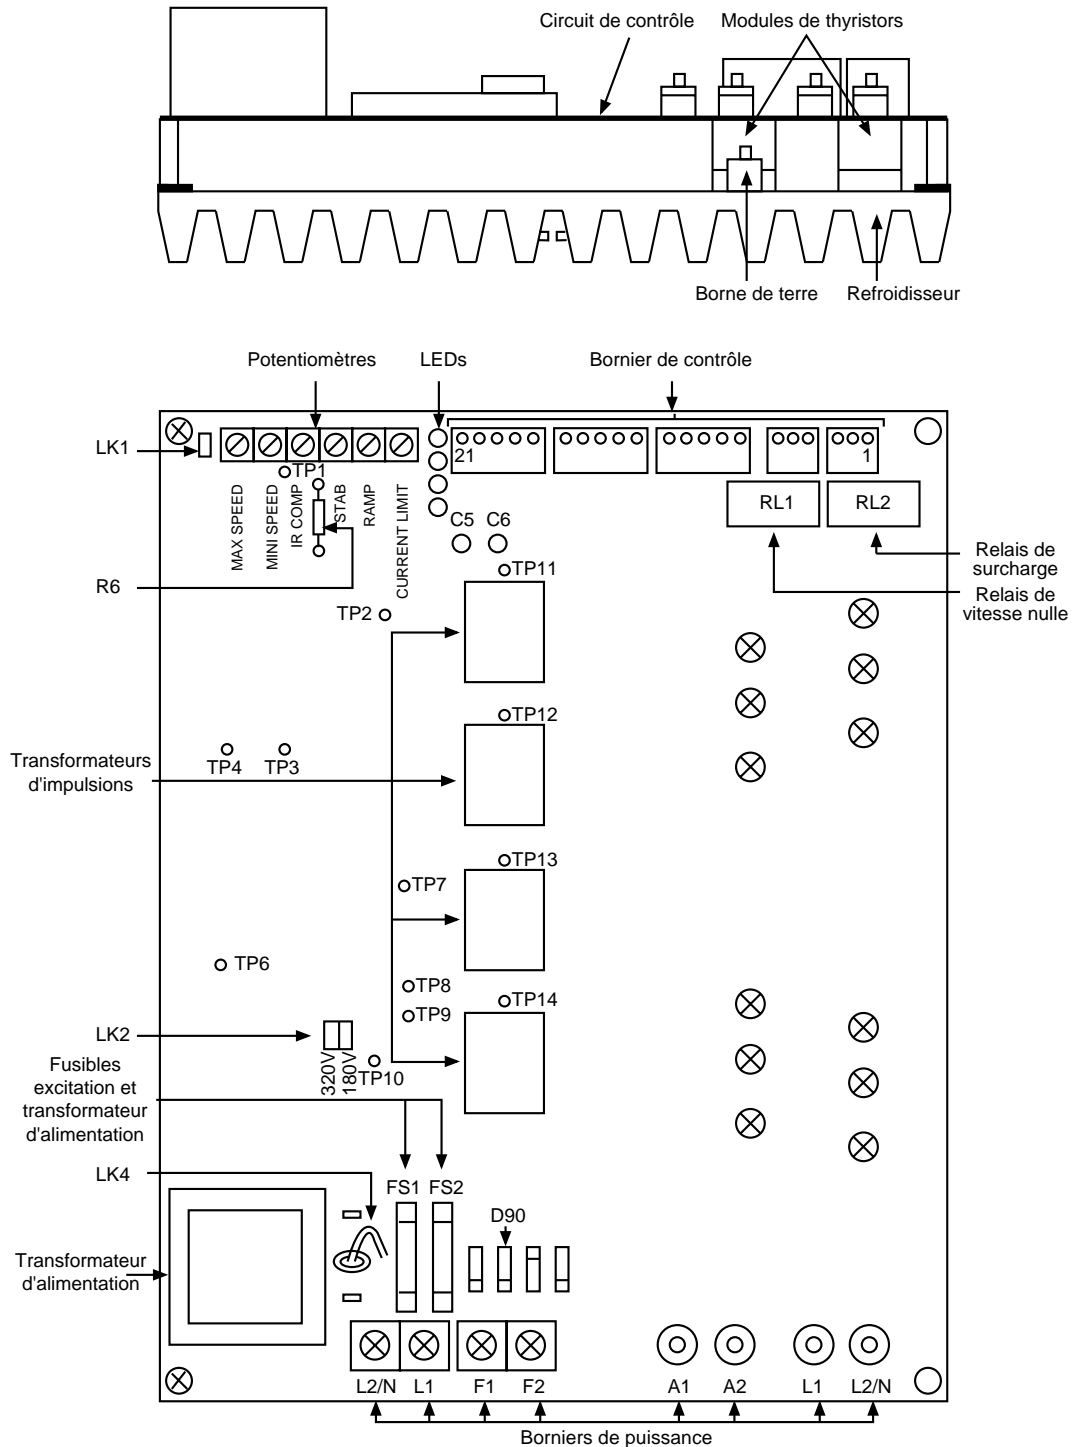 Circuit de contrôle
Modules de thyristors
Borne de terre
Refroidisseur
Potentiomètres
LEDs
Bornier de contrôle
LK1
21
1
TP1
MAX SPEED
MINI SPEED
IR COMP
STAB
RAMP
CURRENT LIMIT
RL1
RL2
C5
C6
Relais de
surcharge
Relais de
vitesse nulle
R6
TP11
TP2
TP12
Transformateurs
d'impulsions
TP4
TP3
TP13
TP7
TP6
TP8
TP14
TP9
LK2
320V
180V
TP10
Fusibles
excitation et
transformateur
d'alimentation
LK4
FS1
FS2
D90
Transformateur
d'alimentation
L2/N
L1
F1
F2
A1
A2
L1
L2/N
Borniers de puissance